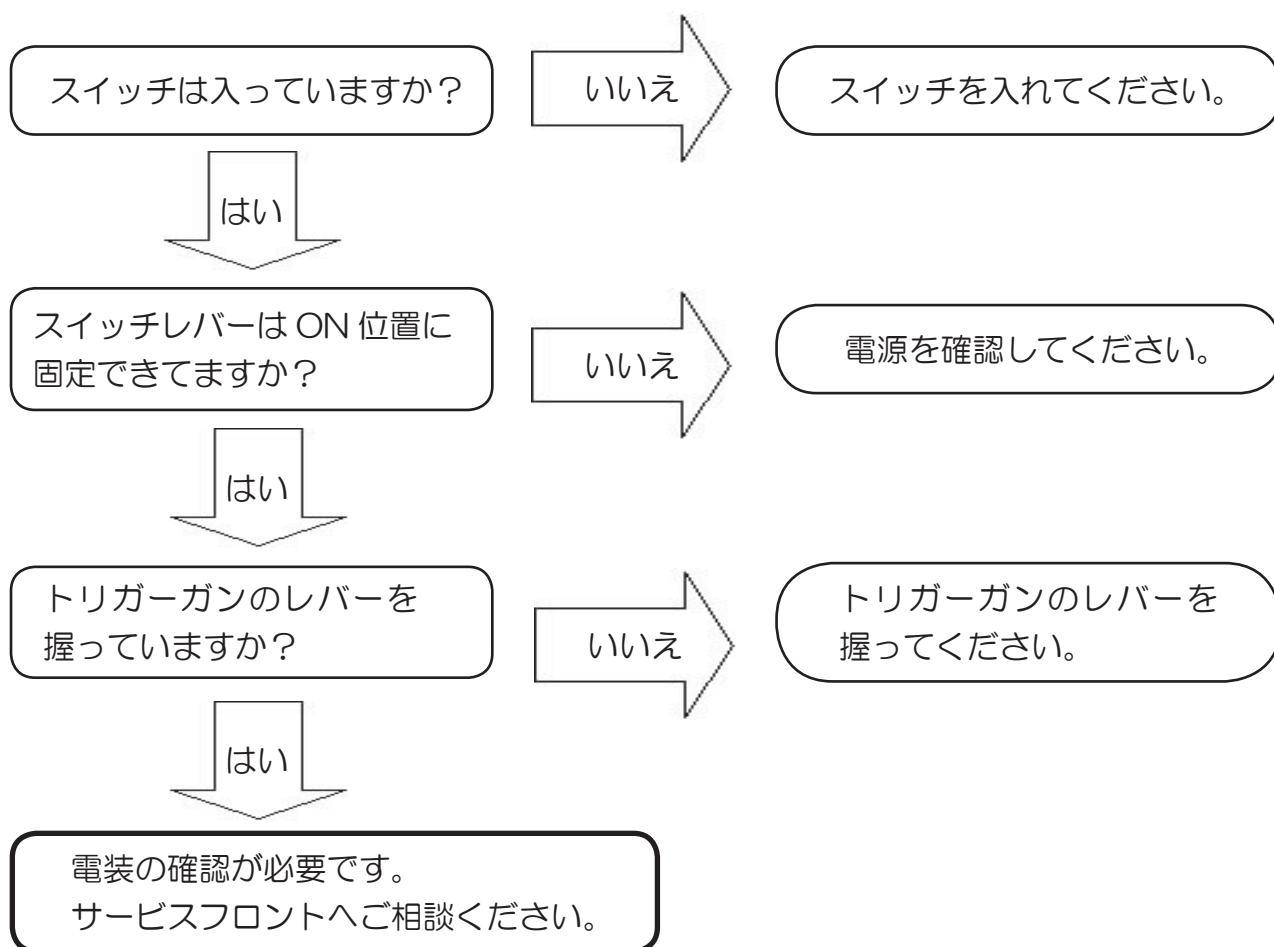 スイッチは入っていますか？
いいえ
スイッチを入れてください。
はい
スイッチレバーは ON 位置に
固定できてますか？
いいえ
電源を確認してください。
はい
トリガーガンのレバーを
握っていますか？
いいえ
トリガーガンのレバーを
握ってください。
はい
電装の確認が必要です。
サービスフロントへご相談ください。